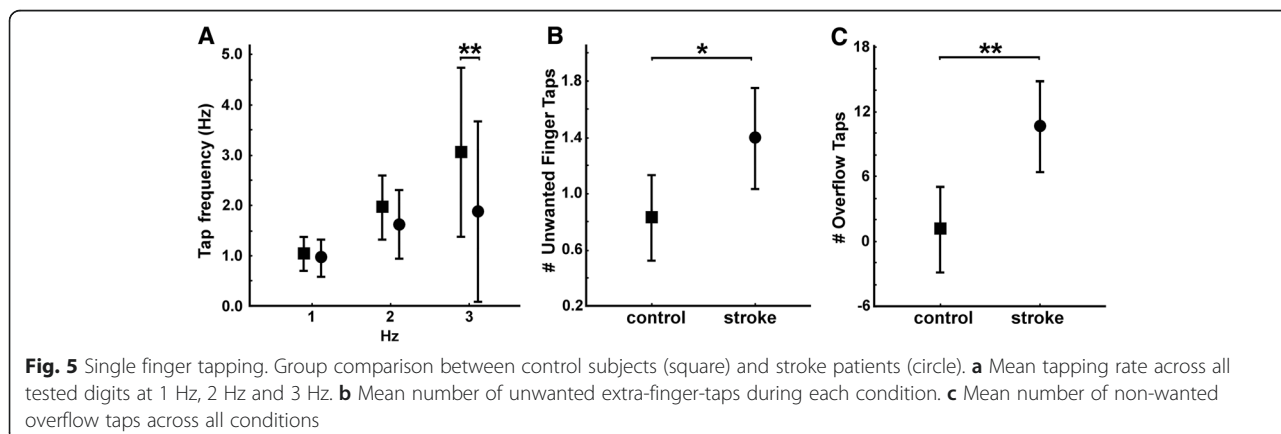 A
B
C
**
*
**
Tap frequency (Hz)
5.0
4.0
3.0
2.0
1.0
0.0
1
2
3
Hz
# Unwanted Finger Taps
1.8
1.4
1.0
0.6
0.2
control
stroke
# Overflow Taps
18
12
6
0
-6
control
stroke
Fig. 5 Single finger tapping. Group comparison between control subjects (square) and stroke patients (circle). a Mean tapping rate across all
tested digits at 1 Hz, 2 Hz and 3 Hz. b Mean number of unwanted extra-finger-taps during each condition. c Mean number of non-wanted
overflow taps across all conditions